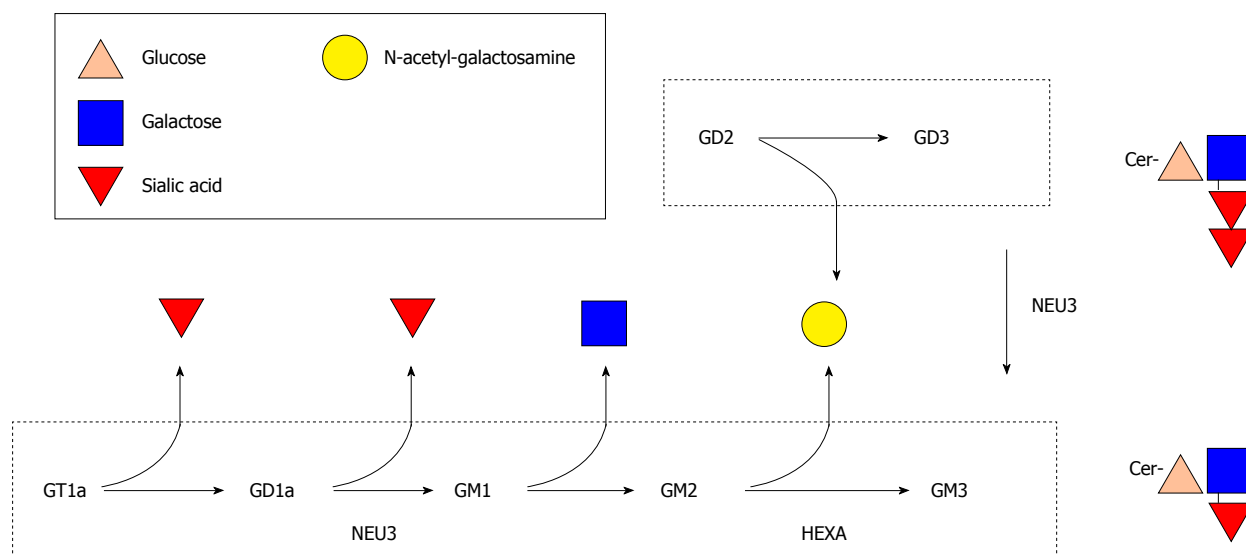 Glucose
N-acetyl-galactosamine
Galactose
Sialic acid
GD2
GD3
Cer-
NEU3
GT1a
GD1a
GM1
GM2
GM3
Cer-
NEU3
HEXA